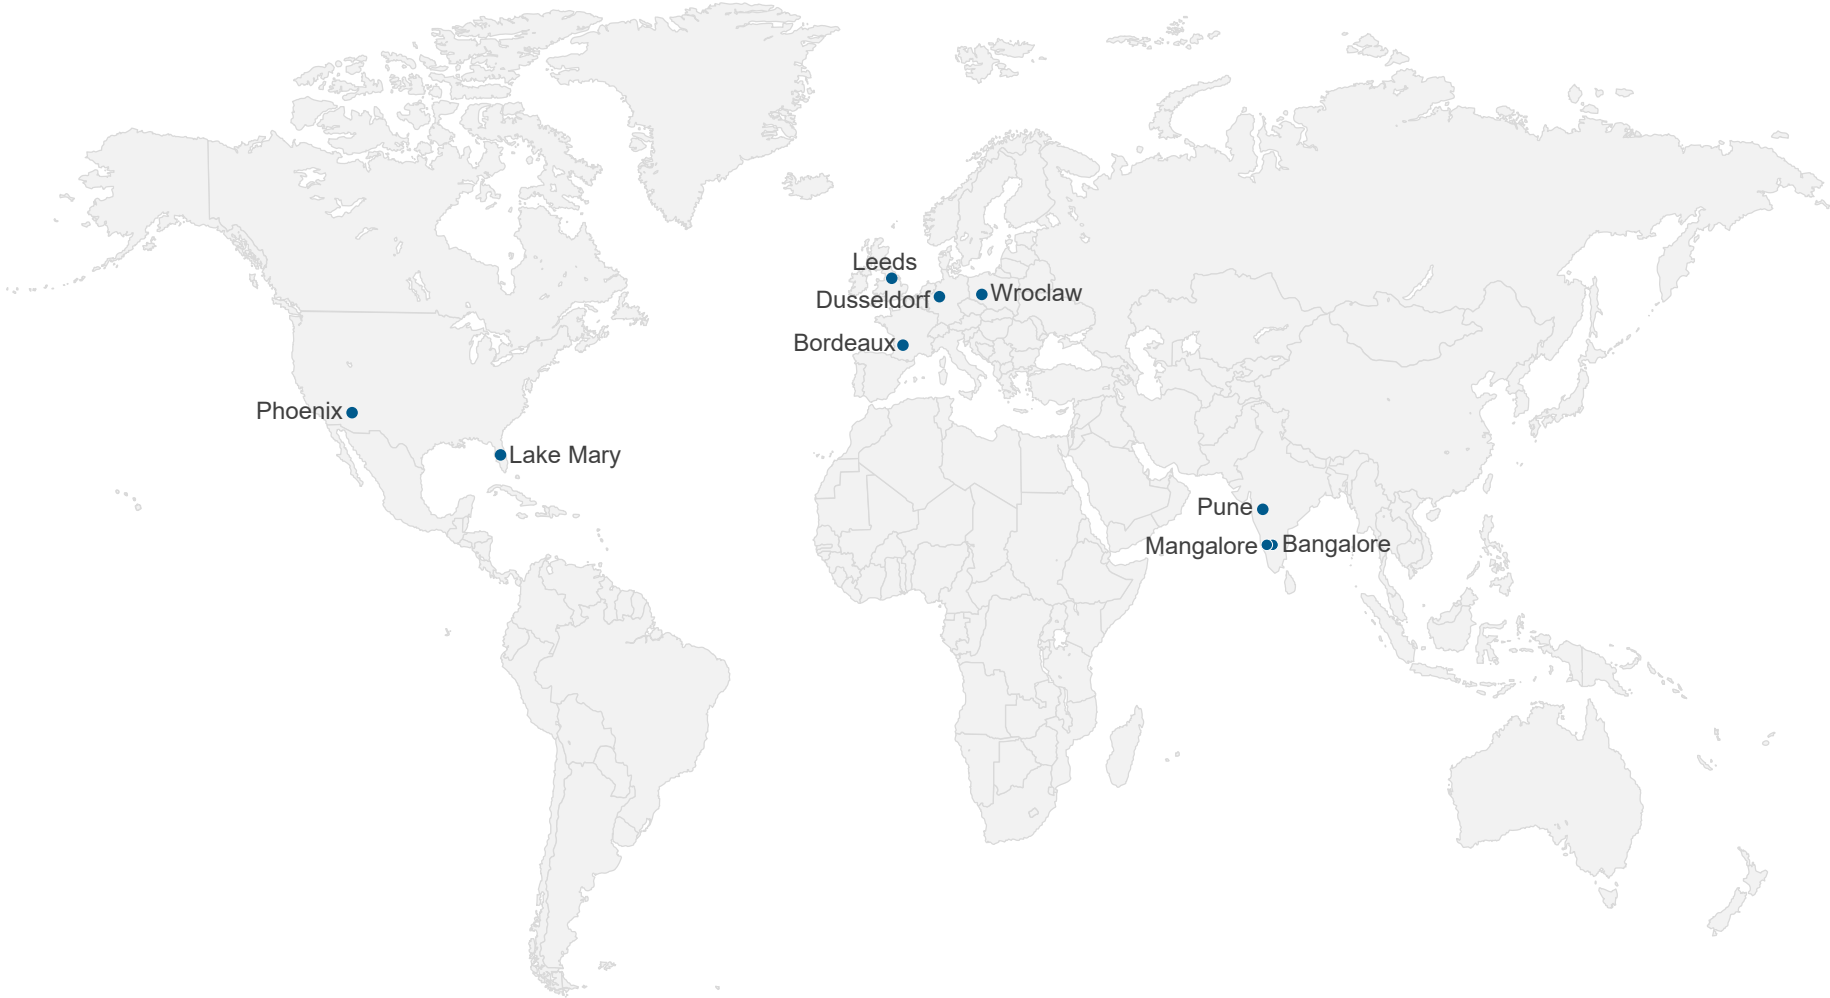 Leeds
Dusseldorf
Wroclaw
Bordeaux
Phoenix
Lake Mary
Pune
Mangalore
Bangalore